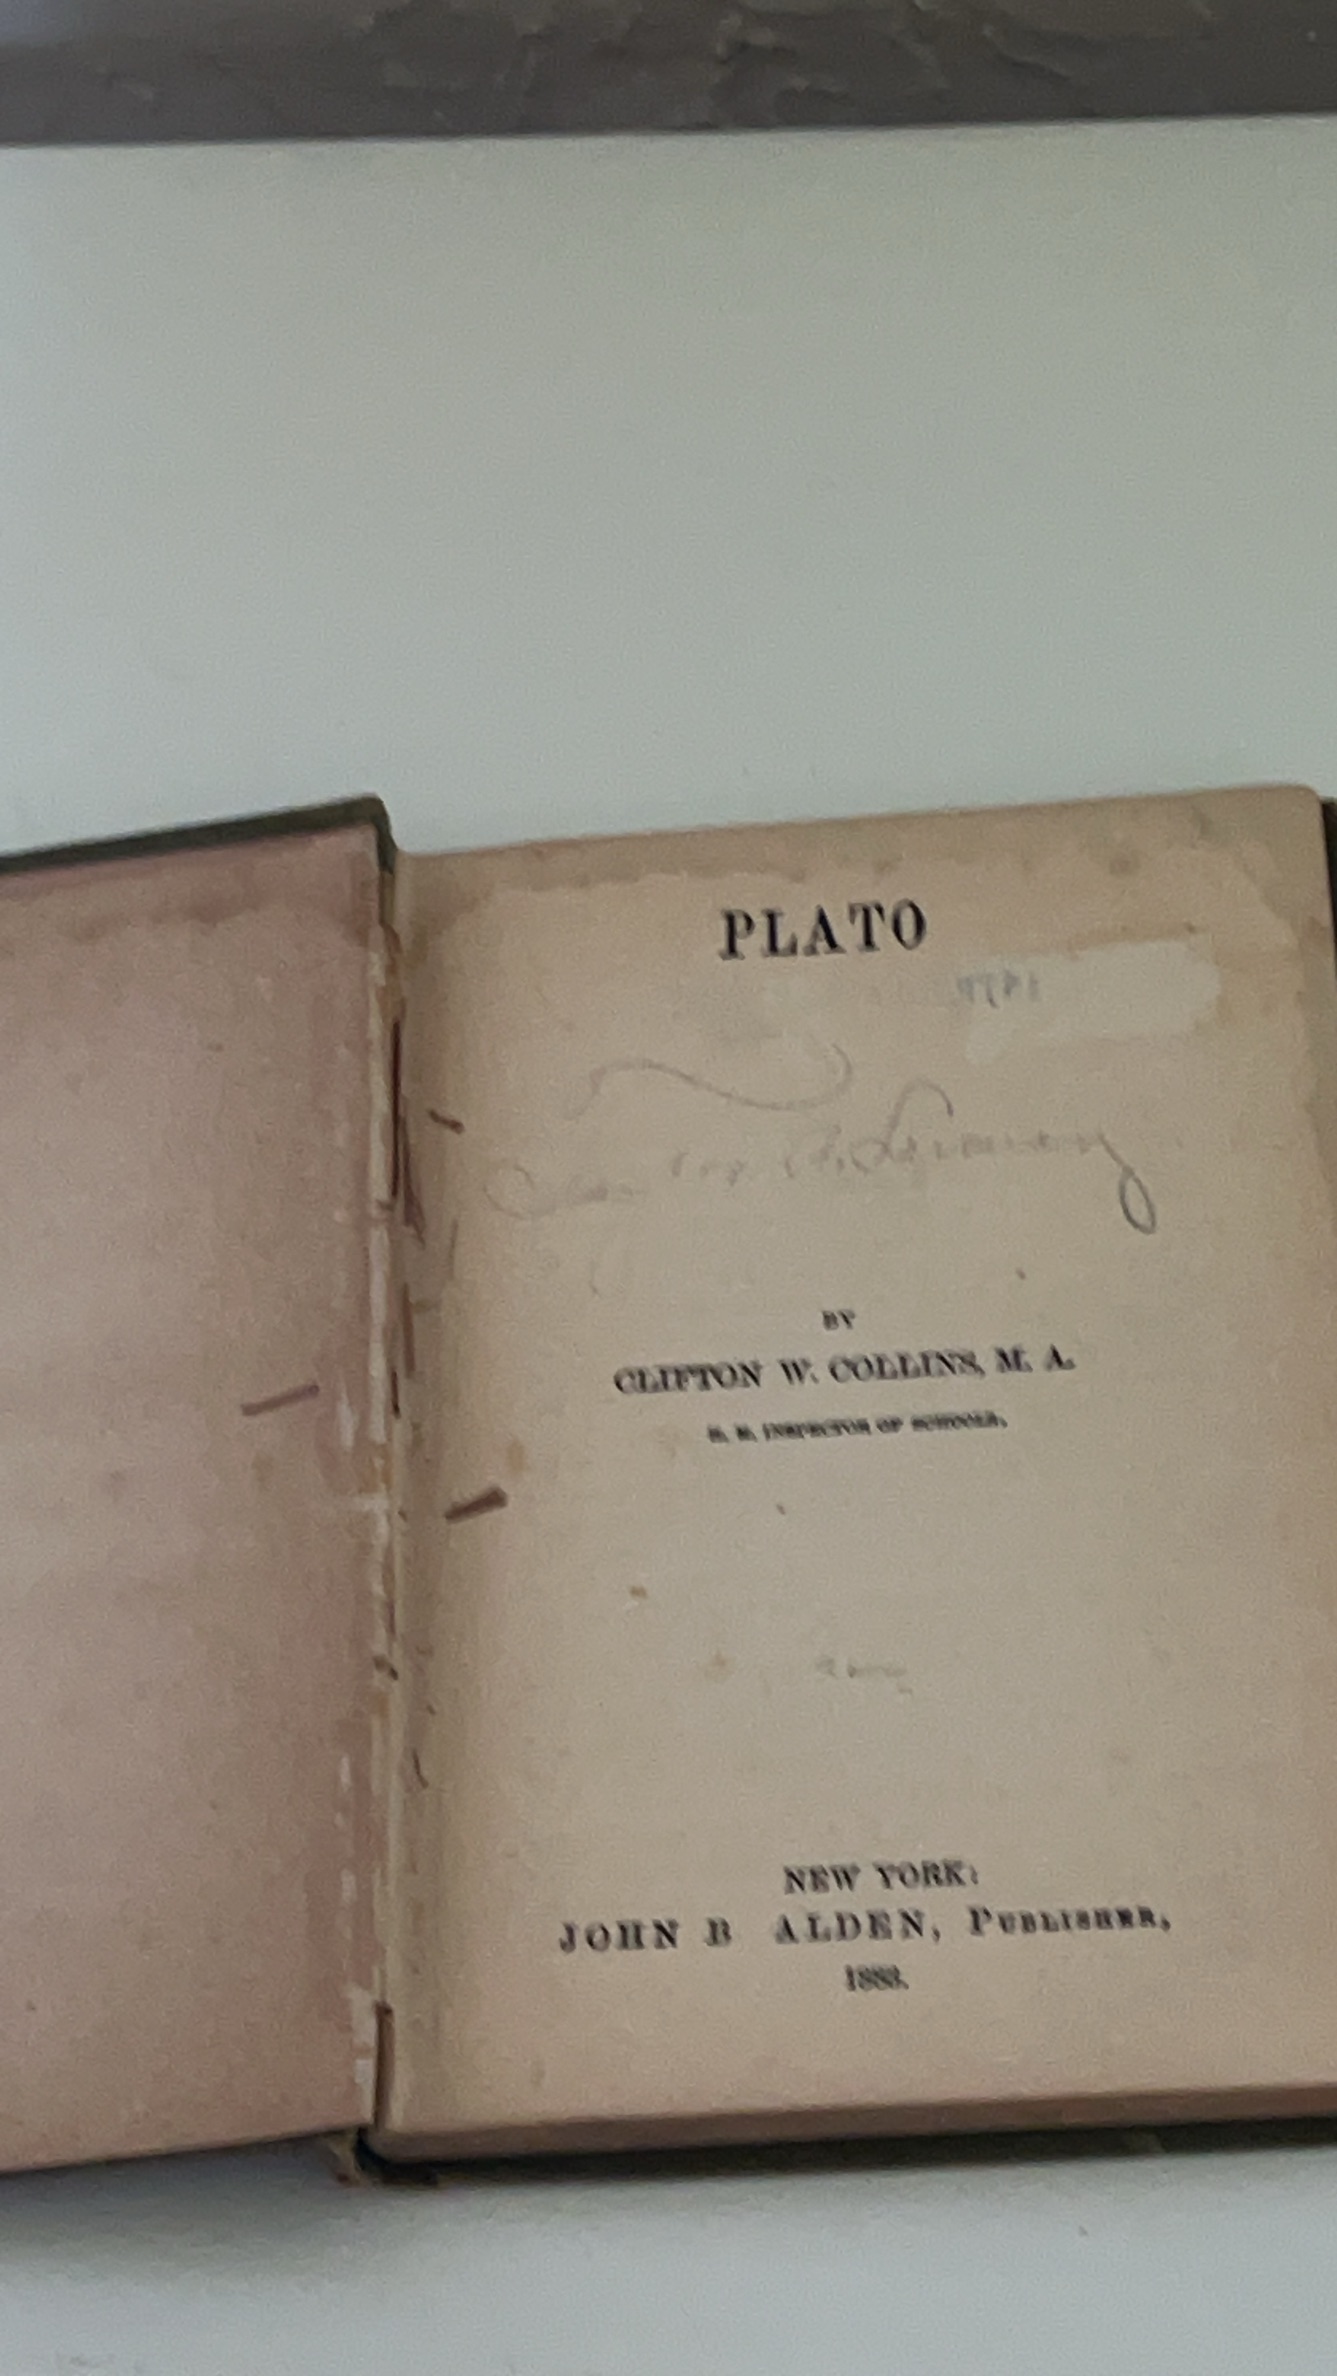 PLATO
BY
CLIFTON W. COLLINS, M. A.
H. M. INSPECTOR OF SCHOOLS.
NEW YORK:
JOHN B ALDEN, PUBLISHER,
1883.